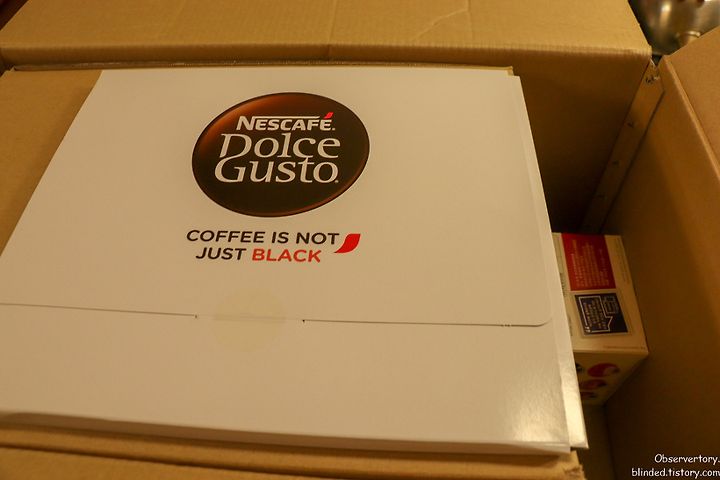 NESCAFÉ®
Dolce
Gusto®
COFFEE IS NOT
JUST BLACK
Observertory.
blinded.tistory.com